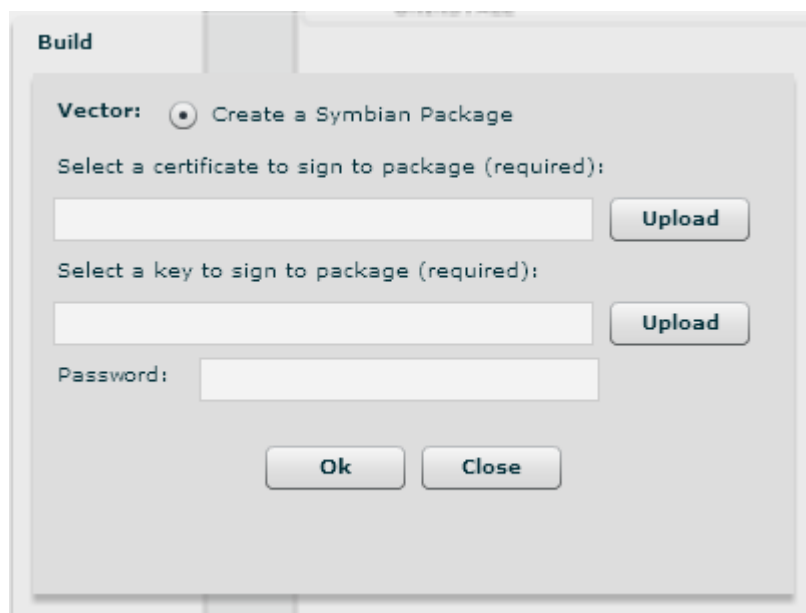 Build
Vector: Create a Symbian Package
Select a certificate to sign to package (required):
Upload
Select a key to sign to package (required):
Upload
Password:
Ok Close